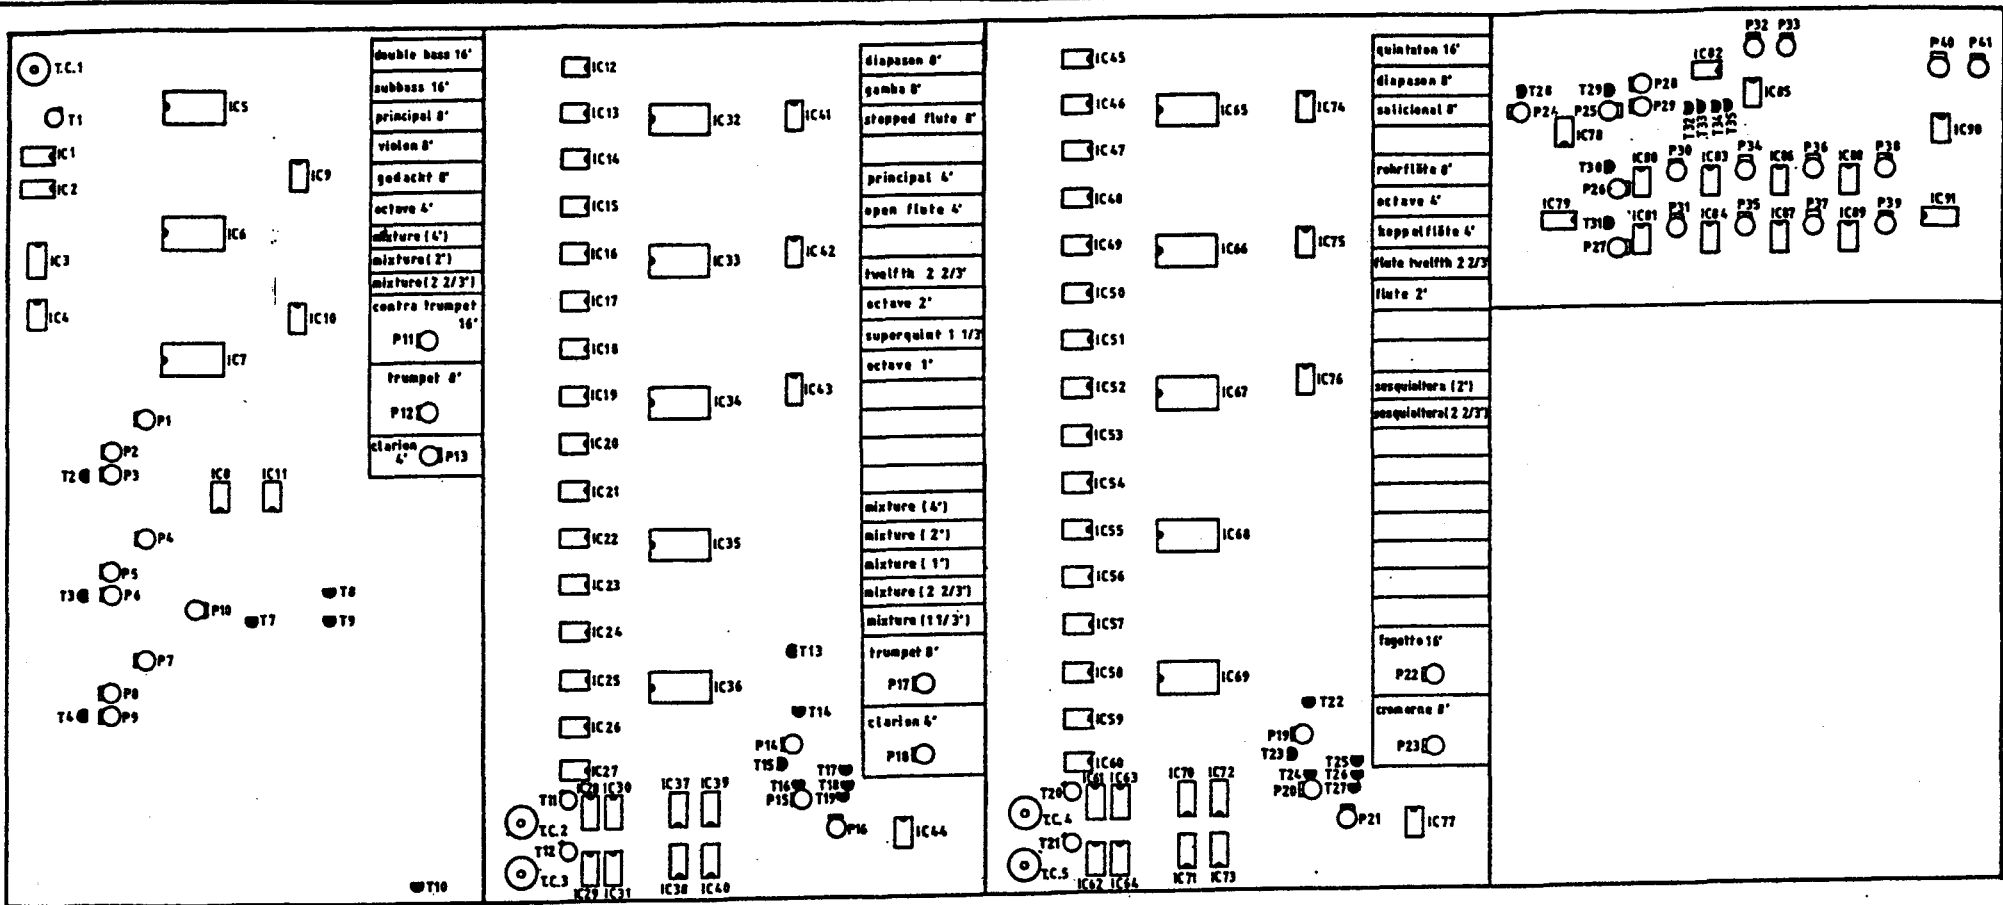 T.C.1
T1
IC1
IC2
IC3
IC4
IC5
IC6
IC7
IC9
IC10
P1
P2
T2 P3
IC8 IC11
P4
P5
T3 P6
P10
T7
T8
T9
P7
P8
T4 P9
T10
double bass 16'
subbass 16'
principal 8'
violon 8'
gedackt 8'
octave 4'
mixture (4')
mixture (2')
mixture (2 2/3')
contra trumpet
16'
P11
trumpet 8'
P12
clarion
4' P13
IC12
IC13
IC14
IC15
IC16
IC17
IC18
IC19
IC20
IC21
IC22
IC23
IC24
IC25
IC26
IC27
IC28 IC30
T11
T.C.2
T12
T.C.3
IC29 IC31
IC32
IC33
IC34
IC35
IC36
IC37 IC39
IC38 IC40
IC41
IC42
IC43
T13
T14
P14
T15
T17
T16 T18
P15 T19
P16
IC44
diapason 8'
gamba 8'
stopped flute 8'
principal 4'
open flute 4'
twelfth 2 2/3'
octave 2'
superquint 1 1/3'
octave 1'
mixture (4')
mixture (2')
mixture (1')
mixture (2 2/3')
mixture (1 1/3')
trumpet 8'
P17
clarion 4'
P18
IC45
IC46
IC47
IC48
IC49
IC50
IC51
IC52
IC53
IC54
IC55
IC56
IC57
IC58
IC59
IC60
IC61 IC63
T20
T.C.4
T21
T.C.5
IC62 IC64
IC65
IC66
IC67
IC68
IC69
IC70 IC72
IC71 IC73
IC74
IC75
IC76
T22
P19
T23
T25
T24 T26
P20 T27
P21
IC77
quintaton 16'
diapason 8'
salicional 8'
rohrflöte 8'
octave 4'
koppelflöte 4'
flute twelfth 2 2/3'
flute 2'
sesquialtera (2')
sesquialtera (2 2/3')
fagotto 16'
P22
cromorne 8'
P23
P32 P33
P40 P41
IC82
T28
P24
T29
P25
P28
P29
T32
T33
T34
T35
IC85
IC78
IC90
T30
P26
IC80 P30 IC83 P34 IC86 P36 IC88 P38
IC79
T31
P27
IC81 P31 IC84 P35 IC87 P37 IC89 P39
IC91